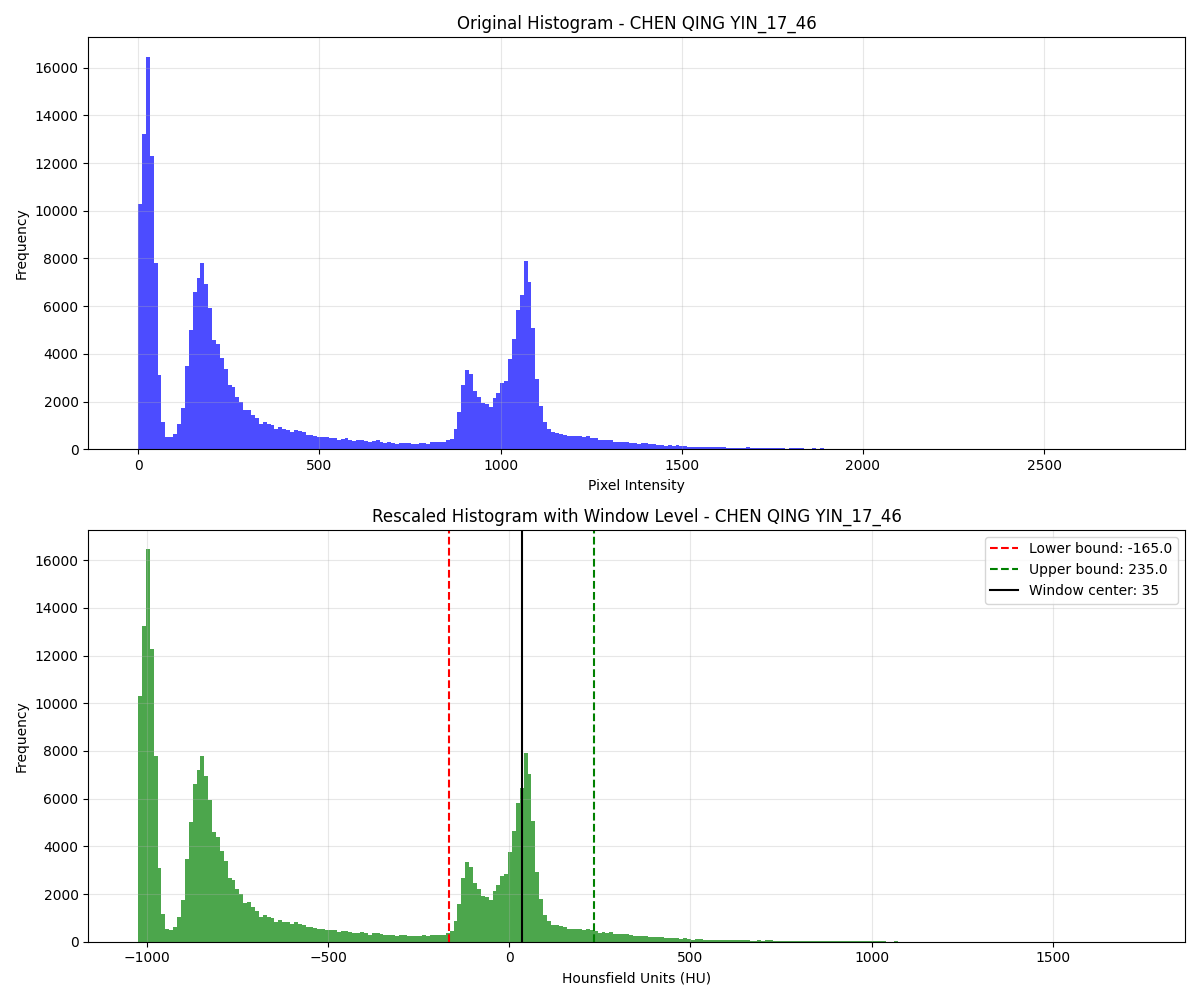 Original Histogram - CHEN QING YIN_17_46
16000
14000
12000
10000
8000
6000
4000
2000
0
Frequency
0 500 1000 1500 2000 2500
Pixel Intensity
Rescaled Histogram with Window Level - CHEN QING YIN_17_46
Lower bound: -165.0
Upper bound: 235.0
Window center: 35
16000
14000
12000
10000
8000
6000
4000
2000
0
Frequency
−1000 −500 0 500 1000 1500
Hounsfield Units (HU)